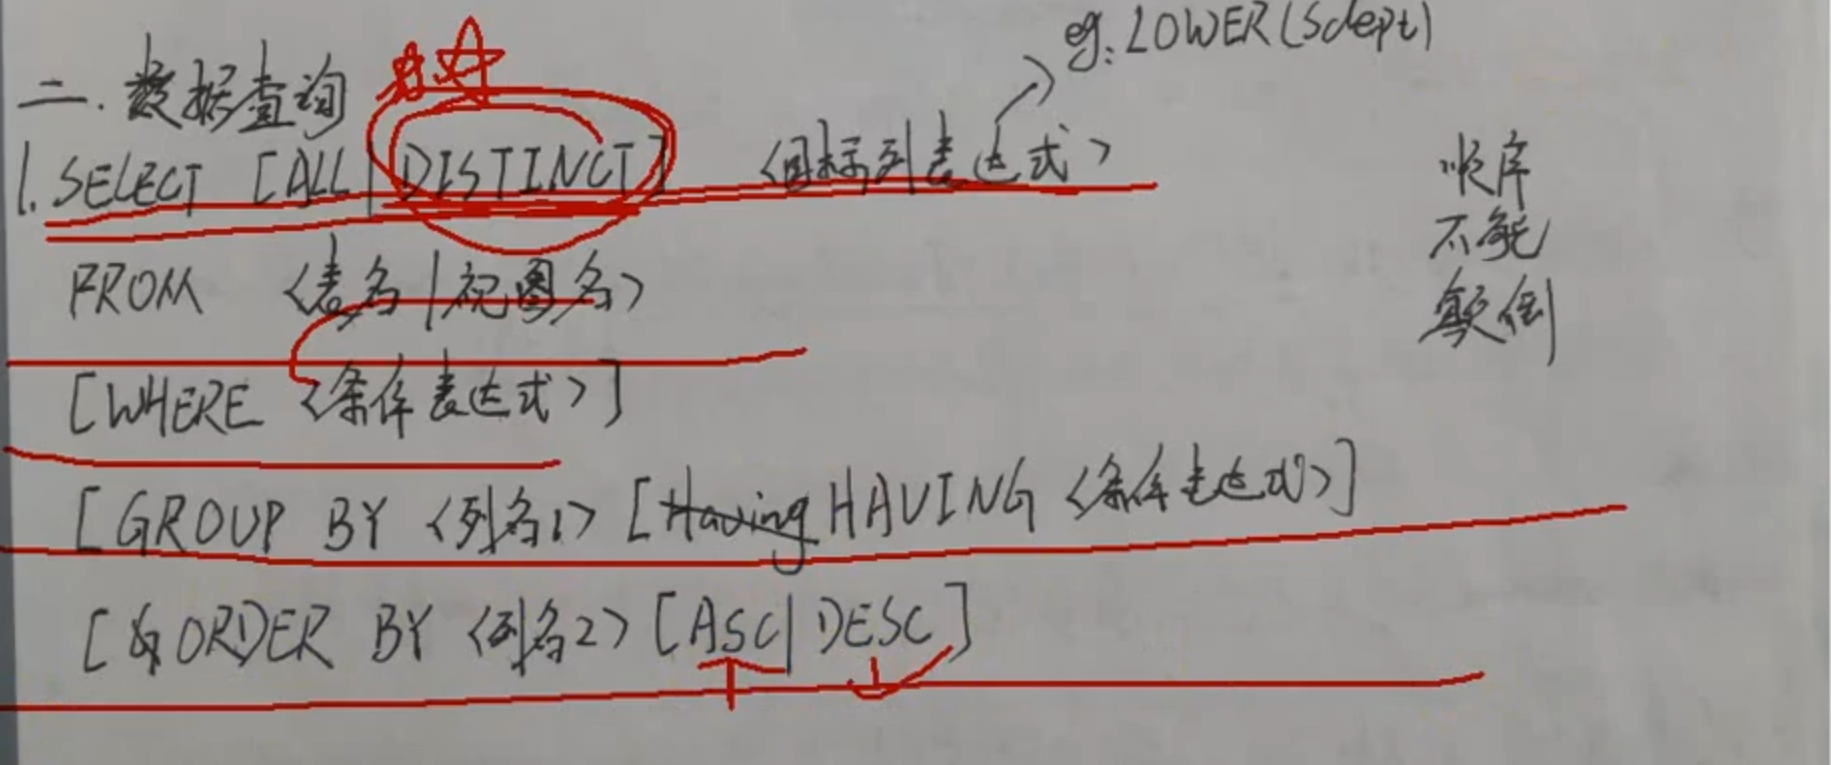 eg: LOWER(Sdept)
二. 数据查询
1. SELECT [ALL|DISTINCT] <目标列表达式>
FROM <表名|视图名>
[WHERE <条件表达式>]
[GROUP BY <列名1> [Having HAVING <条件表达式>]
[ORDER BY <列名2> [ASC|DESC]
顺序
不能
颠倒